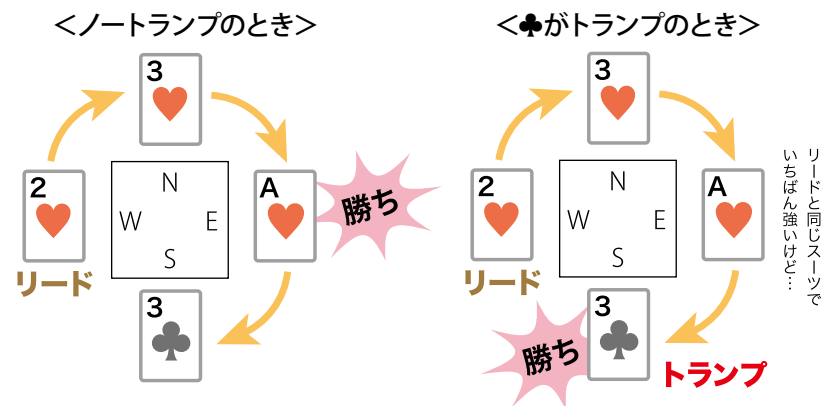 ＜ノートランプのとき＞
3
2
A
N
W E
S
勝ち
リード
3
＜♣がトランプのとき＞
3
2
A
N
W E
S
リード
3
勝ち
トランプ
リードと同じスーツで
いちばん強いけど…